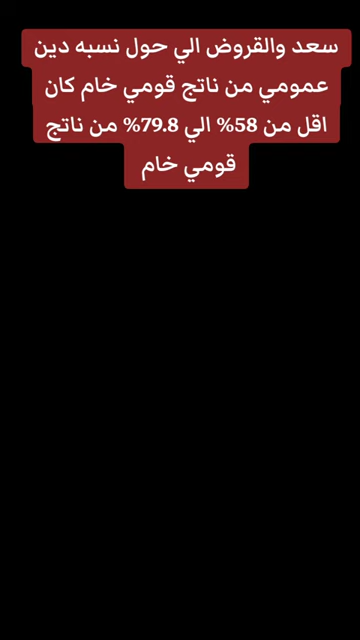 سعد والقروض الي حول نسبه دين
عمومي من ناتج قومي خام كان
اقل من 58% الي 79.8% من ناتج
قومي خام